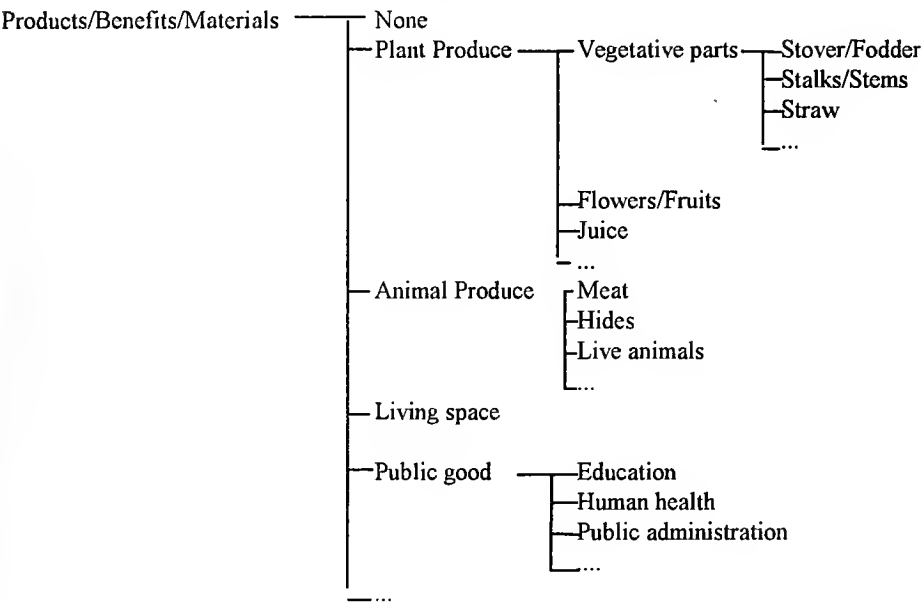 Products/Benefits/Materials None
Plant Produce Vegetative parts Stover/Fodder
Stalks/Stems
Straw
...
Flowers/Fruits
Juice
...
Animal Produce Meat
Hides
Live animals
...
Living space
Public good Education
Human health
Public administration
...
...